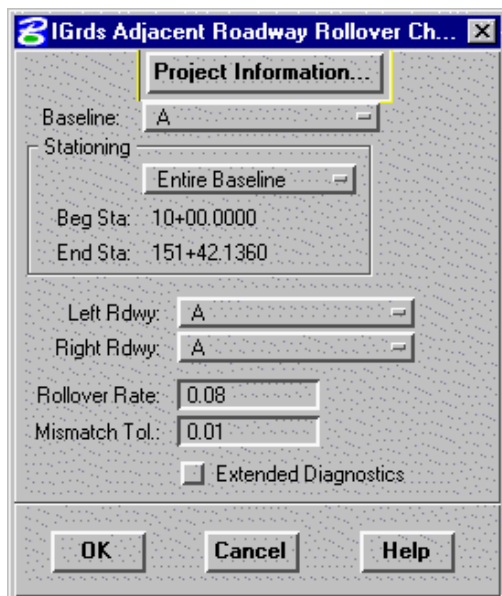 IGrds Adjacent Roadway Rollover Ch...
Project Information...
Baseline: A
Stationing
Entire Baseline
Beg Sta: 10+00.0000
End Sta: 151+42.1360
Left Rdwy: A
Right Rdwy: A
Rollover Rate: 0.08
Mismatch Tol.: 0.01
Extended Diagnostics
OK Cancel Help